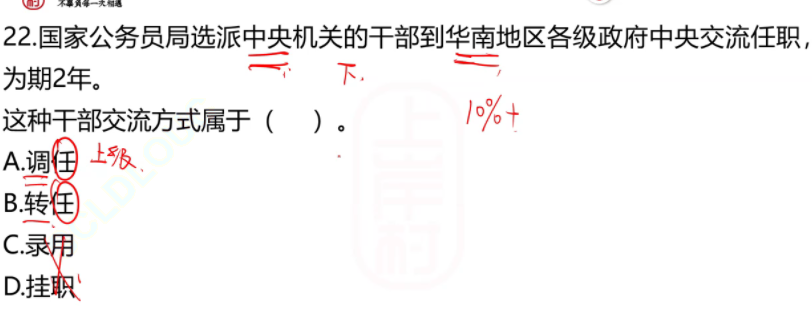 不辜负每一次相遇
22.国家公务员局选派中央机关的干部到华南地区各级政府中央交流任职,
下.
为期2年。
10%+
这种干部交流方式属于（ ）。
A.调任 上级.
B.转任
C.录用
D.挂职
上岸村